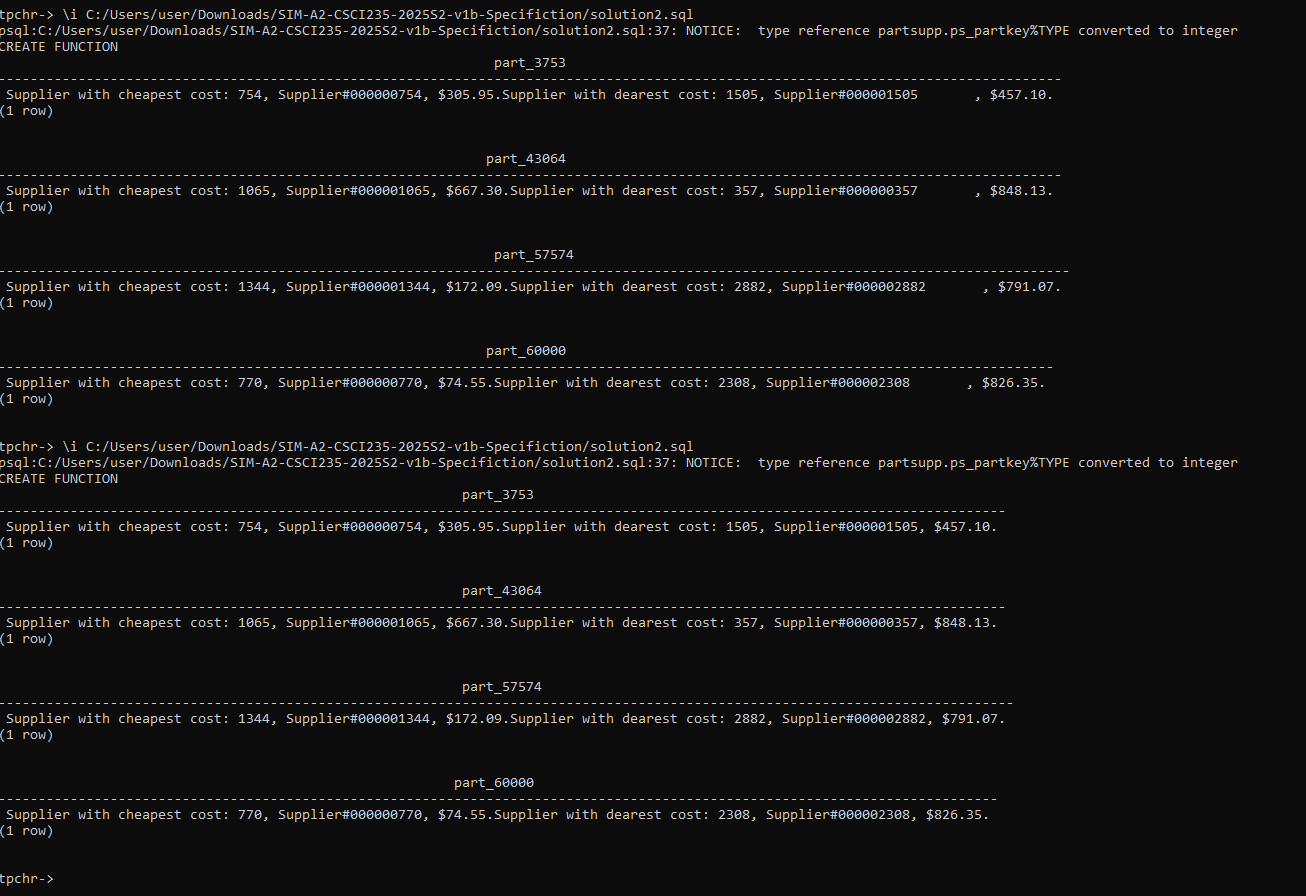 tpchr-> \i C:/Users/user/Downloads/SIM-A2-CSCI235-2025S2-v1b-Specifiction/solution2.sql
psql:C:/Users/user/Downloads/SIM-A2-CSCI235-2025S2-v1b-Specifiction/solution2.sql:37: NOTICE:  type reference partsupp.ps_partkey%TYPE converted to integer
CREATE FUNCTION
part_3753
------------------------------------------------------------------------------------------------------------------------------------
Supplier with cheapest cost: 754, Supplier#000000754, $305.95.Supplier with dearest cost: 1505, Supplier#000001505       , $457.10.
(1 row)
part_43064
------------------------------------------------------------------------------------------------------------------------------------
Supplier with cheapest cost: 1065, Supplier#000001065, $667.30.Supplier with dearest cost: 357, Supplier#000000357       , $848.13.
(1 row)
part_57574
-------------------------------------------------------------------------------------------------------------------------------------
Supplier with cheapest cost: 1344, Supplier#000001344, $172.09.Supplier with dearest cost: 2882, Supplier#000002882       , $791.07.
(1 row)
part_60000
-----------------------------------------------------------------------------------------------------------------------------------
Supplier with cheapest cost: 770, Supplier#000000770, $74.55.Supplier with dearest cost: 2308, Supplier#000002308       , $826.35.
(1 row)
tpchr-> \i C:/Users/user/Downloads/SIM-A2-CSCI235-2025S2-v1b-Specifiction/solution2.sql
psql:C:/Users/user/Downloads/SIM-A2-CSCI235-2025S2-v1b-Specifiction/solution2.sql:37: NOTICE:  type reference partsupp.ps_partkey%TYPE converted to integer
CREATE FUNCTION
part_3753
-----------------------------------------------------------------------------------------------------------------------------
Supplier with cheapest cost: 754, Supplier#000000754, $305.95.Supplier with dearest cost: 1505, Supplier#000001505, $457.10.
(1 row)
part_43064
-----------------------------------------------------------------------------------------------------------------------------
Supplier with cheapest cost: 1065, Supplier#000001065, $667.30.Supplier with dearest cost: 357, Supplier#000000357, $848.13.
(1 row)
part_57574
------------------------------------------------------------------------------------------------------------------------------
Supplier with cheapest cost: 1344, Supplier#000001344, $172.09.Supplier with dearest cost: 2882, Supplier#000002882, $791.07.
(1 row)
part_60000
----------------------------------------------------------------------------------------------------------------------------
Supplier with cheapest cost: 770, Supplier#000000770, $74.55.Supplier with dearest cost: 2308, Supplier#000002308, $826.35.
(1 row)
tpchr->